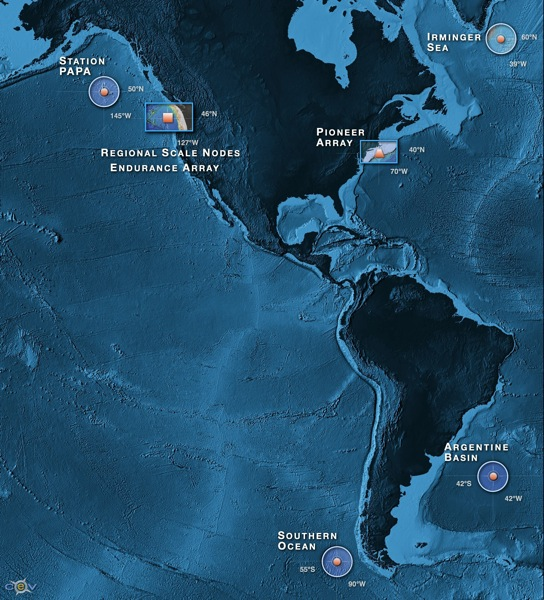 IRMINGER
SEA
60°N
39°W
STATION
PAPA
50°N
145°W
46°N
127°W
REGIONAL SCALE NODES
ENDURANCE ARRAY
PIONEER
ARRAY
40°N
70°W
ARGENTINE
BASIN
42°S
42°W
SOUTHERN
OCEAN
55°S
90°W
CEV